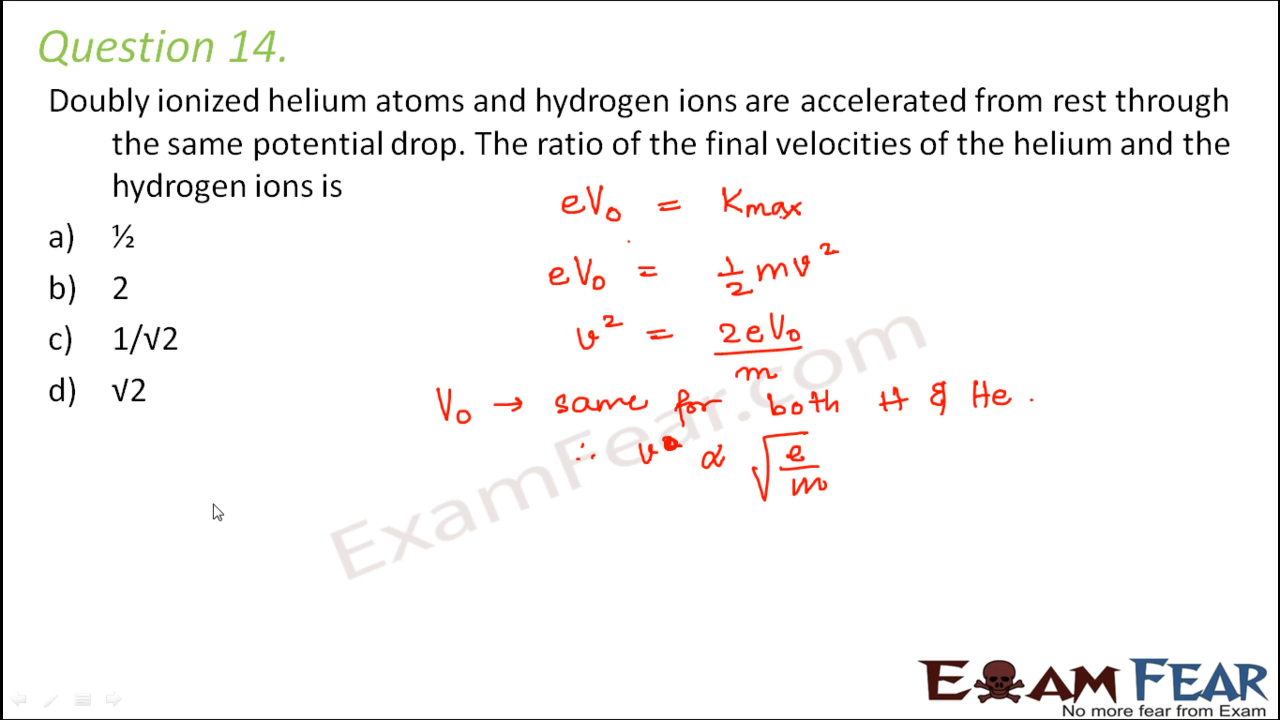 Question 14.
Doubly ionized helium atoms and hydrogen ions are accelerated from rest through
the same potential drop. The ratio of the final velocities of the helium and the
hydrogen ions is
eV₀ = Kmax
a) ½
eV₀ = 1/2 mv²
b) 2
v² = 2eV₀/m
c) 1/√2
d) √2
V₀ → same for both H & He.
∴ v ∝ √(e/m)
ExamFear.com
EXAM FEAR
No more fear from Exam